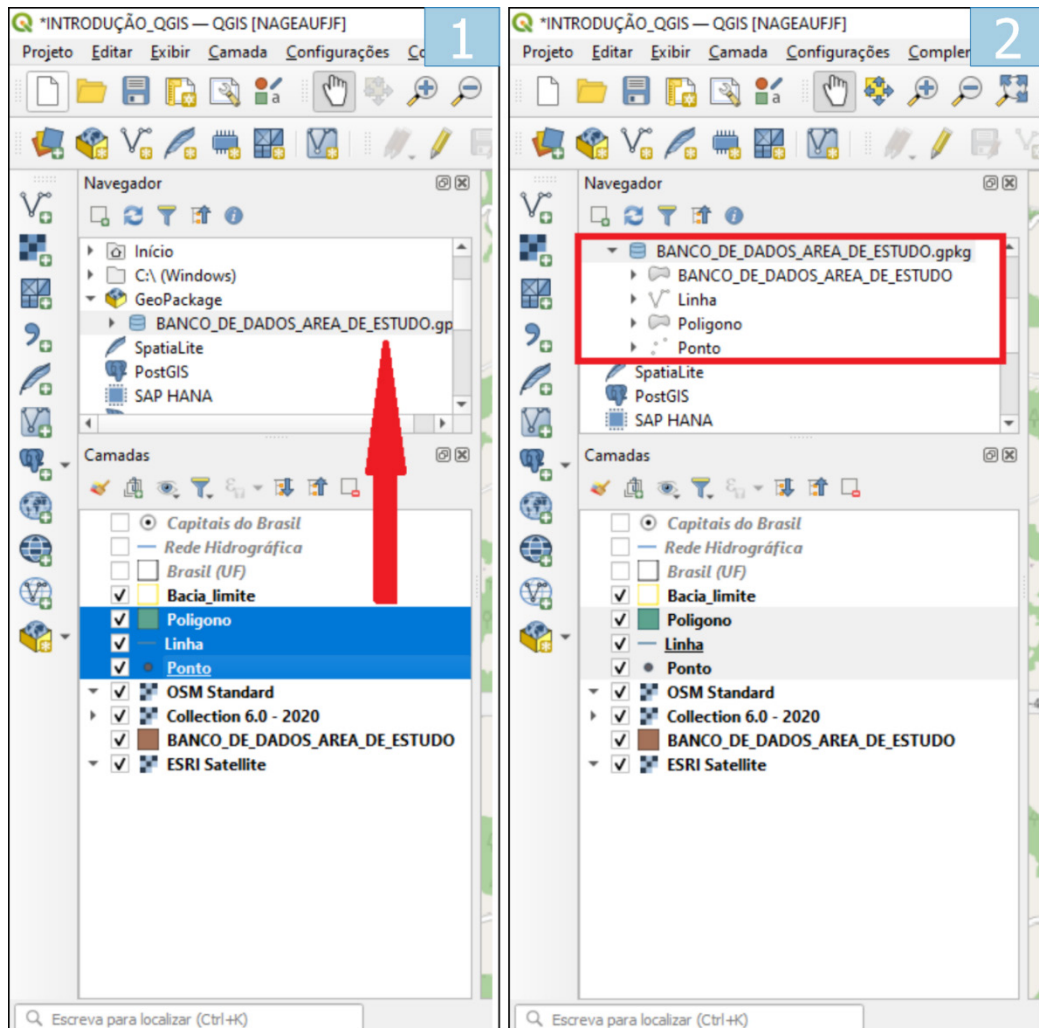 *INTRODUÇÃO_QGIS — QGIS [NAGEAUFJF]
1
Projeto Editar Exibir Camada Configurações Co
Navegador
Início
C:\ (Windows)
GeoPackage
BANCO_DE_DADOS_AREA_DE_ESTUDO.gp
SpatiaLite
PostGIS
SAP HANA
Camadas
Capitais do Brasil
Rede Hidrográfica
Brasil (UF)
Bacia_limite
Poligono
Linha
Ponto
OSM Standard
Collection 6.0 - 2020
BANCO_DE_DADOS_AREA_DE_ESTUDO
ESRI Satellite
Escreva para localizar (Ctrl+K)
*INTRODUÇÃO_QGIS — QGIS [NAGEAUFJF]
2
Projeto Editar Exibir Camada Configurações Compler
Navegador
BANCO_DE_DADOS_AREA_DE_ESTUDO.gpkg
BANCO_DE_DADOS_AREA_DE_ESTUDO
Linha
Poligono
Ponto
SpatiaLite
PostGIS
SAP HANA
Camadas
Capitais do Brasil
Rede Hidrográfica
Brasil (UF)
Bacia_limite
Poligono
Linha
Ponto
OSM Standard
Collection 6.0 - 2020
BANCO_DE_DADOS_AREA_DE_ESTUDO
ESRI Satellite
Escreva para localizar (Ctrl+K)